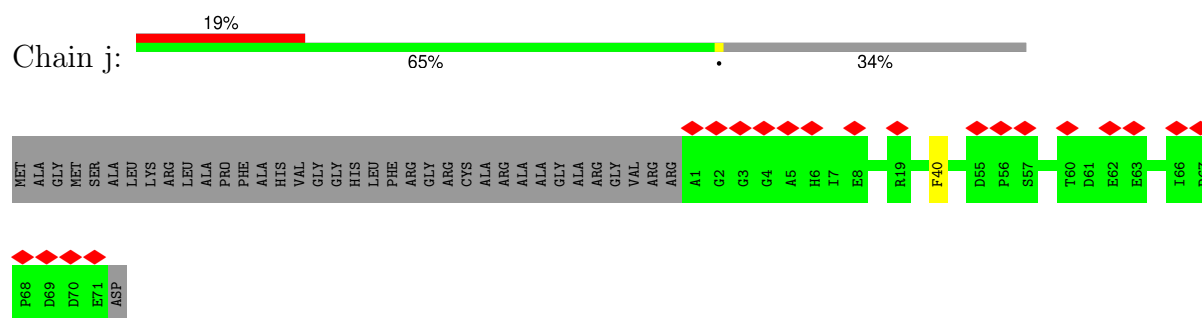 19%
Chain j:
65% • 34%
MET ALA GLY MET SER ALA LEU LYS ARG LEU ALA PRO PHE ALA HIS VAL GLY GLY HIS LEU PHE ARG GLY ARG CYS ALA ARG ALA ALA GLY ALA ARG GLY VAL ARG ARG A1 G2 G3 G4 A5 H6 I7 E8 R19 F40 D55 P56 S57 T60 D61 E62 E63 I66
P68 D69 D70 E71 ASP